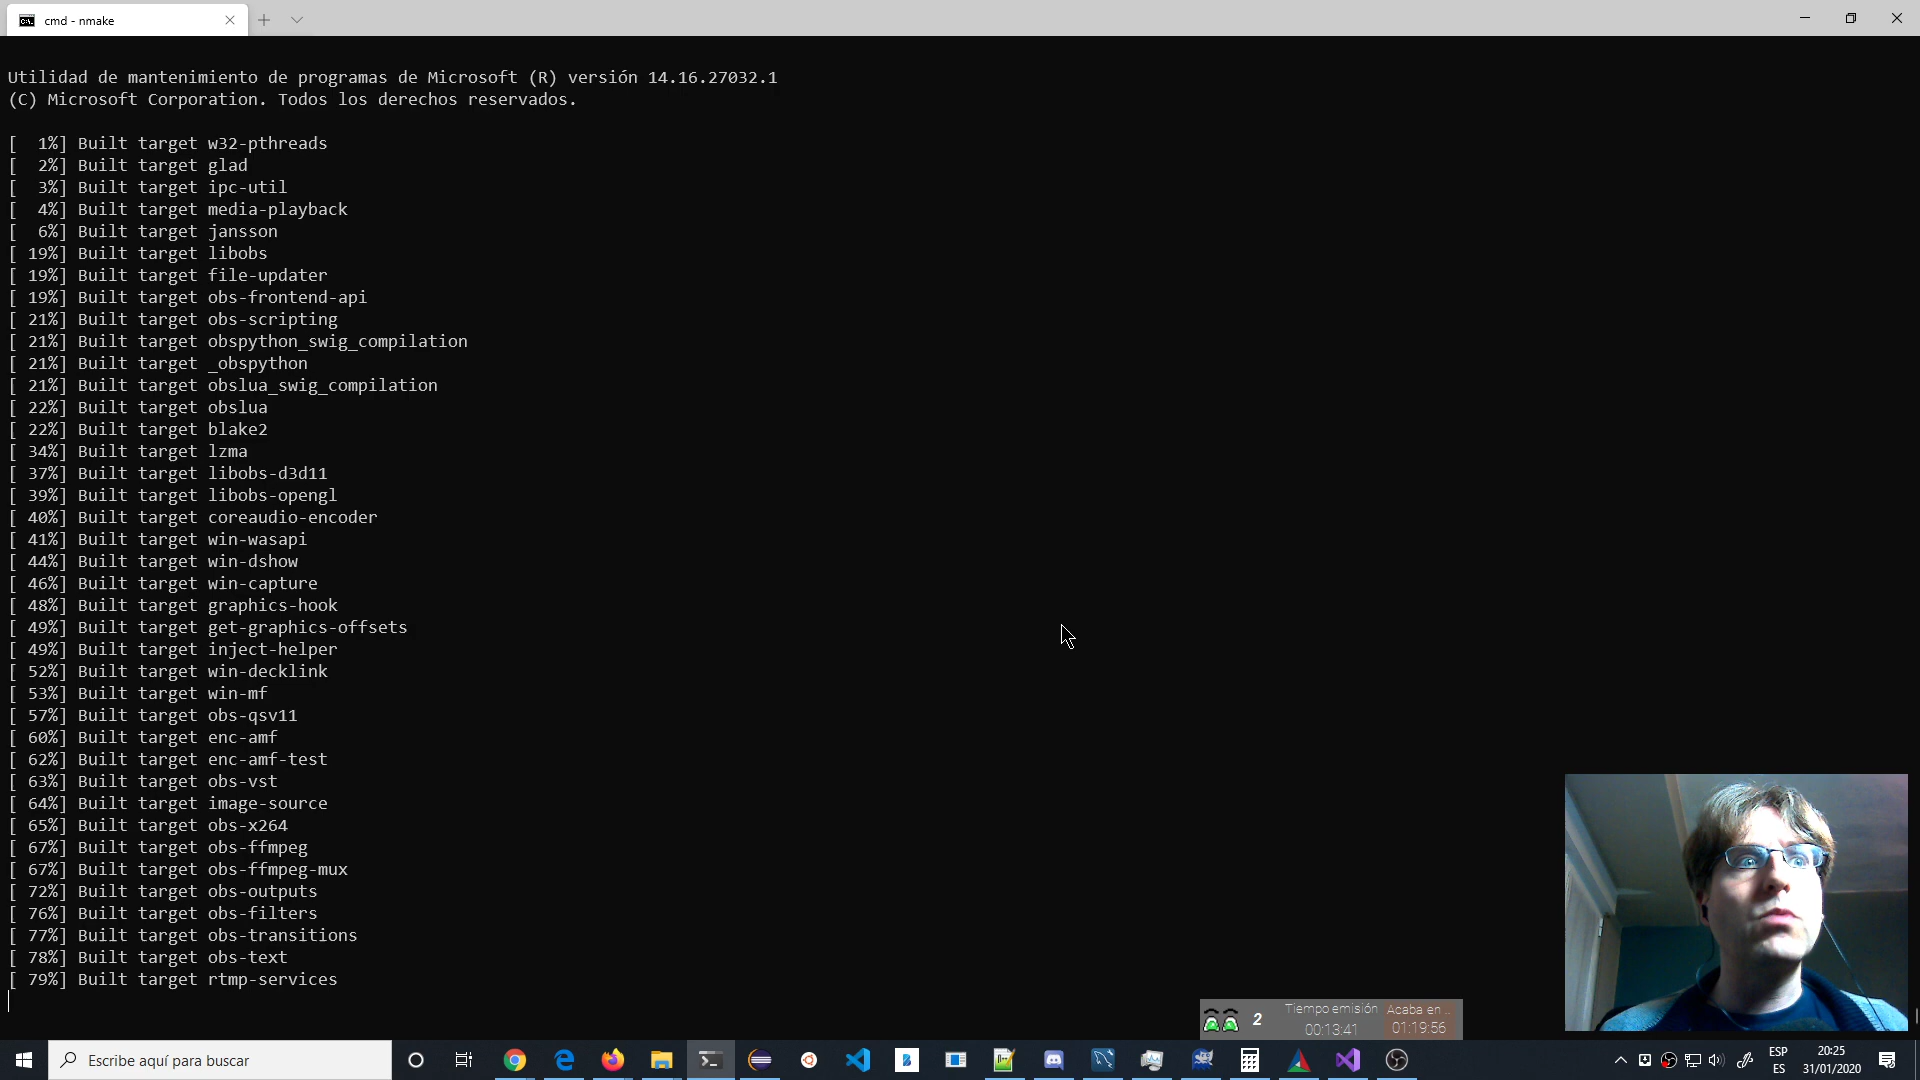 cmd - nmake
Utilidad de mantenimiento de programas de Microsoft (R) versión 14.16.27032.1
(C) Microsoft Corporation. Todos los derechos reservados.
[  1%] Built target w32-pthreads
[  2%] Built target glad
[  3%] Built target ipc-util
[  4%] Built target media-playback
[  6%] Built target jansson
[ 19%] Built target libobs
[ 19%] Built target file-updater
[ 19%] Built target obs-frontend-api
[ 21%] Built target obs-scripting
[ 21%] Built target obspython_swig_compilation
[ 21%] Built target _obspython
[ 21%] Built target obslua_swig_compilation
[ 22%] Built target obslua
[ 22%] Built target blake2
[ 34%] Built target lzma
[ 37%] Built target libobs-d3d11
[ 39%] Built target libobs-opengl
[ 40%] Built target coreaudio-encoder
[ 41%] Built target win-wasapi
[ 44%] Built target win-dshow
[ 46%] Built target win-capture
[ 48%] Built target graphics-hook
[ 49%] Built target get-graphics-offsets
[ 49%] Built target inject-helper
[ 52%] Built target win-decklink
[ 53%] Built target win-mf
[ 57%] Built target obs-qsv11
[ 60%] Built target enc-amf
[ 62%] Built target enc-amf-test
[ 63%] Built target obs-vst
[ 64%] Built target image-source
[ 65%] Built target obs-x264
[ 67%] Built target obs-ffmpeg
[ 67%] Built target obs-ffmpeg-mux
[ 72%] Built target obs-outputs
[ 76%] Built target obs-filters
[ 77%] Built target obs-transitions
[ 78%] Built target obs-text
[ 79%] Built target rtmp-services
2
Tiempo emisión
00:13:41
Acaba en ..
01:19:56
Escribe aquí para buscar
ESP
ES
20:25
31/01/2020